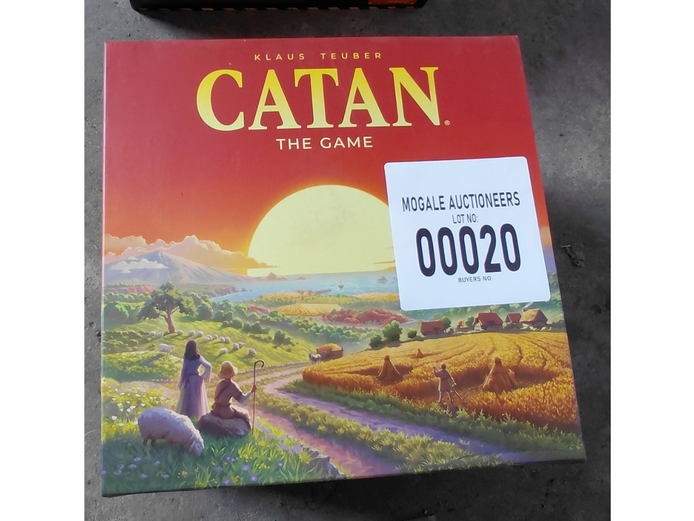 KLAUS TEUBER
CATAN®
THE GAME
MOGALE AUCTIONEERS
LOT NO:
00020
BUYERS NO: